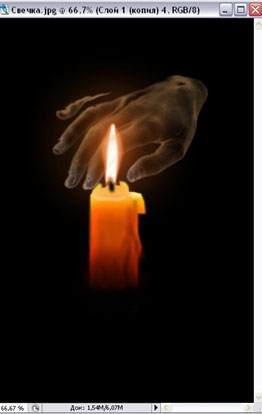 Свечка.jpg @ 66,7% (Слой 1 (копия) 4, RGB/8)
66,67 %
Док: 1,54M/6,07M